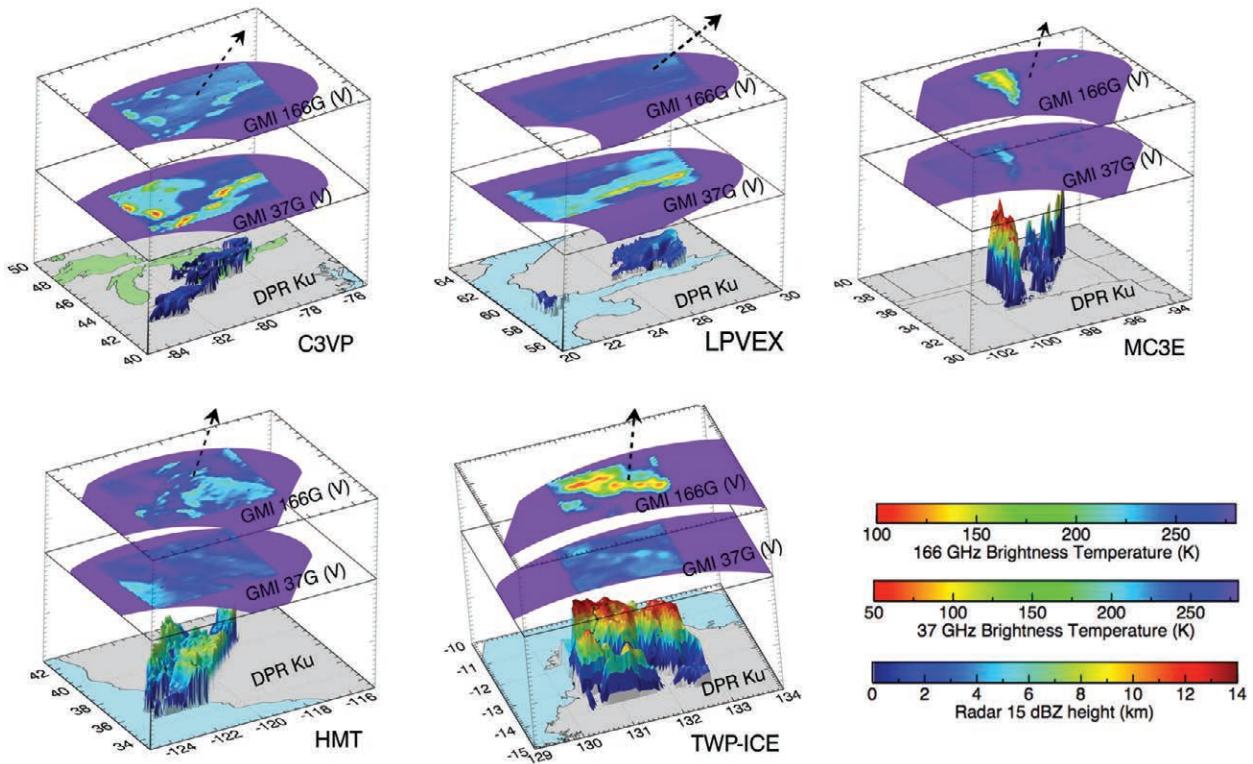 GMI 166G (V)
GMI 37G (V)
DPR Ku
50
48
46
44
42
40
-84
-82
-80
-78
-76
C3VP
GMI 166G (V)
GMI 37G (V)
DPR Ku
64
62
60
58
56
20
22
24
26
28
30
LPVEX
GMI 166G (V)
GMI 37G (V)
DPR Ku
40
38
36
34
32
30
-102
-100
-98
-96
-94
MC3E
GMI 166G (V)
GMI 37G (V)
DPR Ku
42
40
38
36
34
-124
-122
-120
-118
-116
HMT
GMI 166G (V)
GMI 37G (V)
DPR Ku
-10
-11
-12
-13
-14
-15
129
130
131
132
133
134
TWP-ICE
100 150 200 250
166 GHz Brightness Temperature (K)
50 100 150 200 250
37 GHz Brightness Temperature (K)
0 2 4 6 8 10 12 14
Radar 15 dBZ height (km)